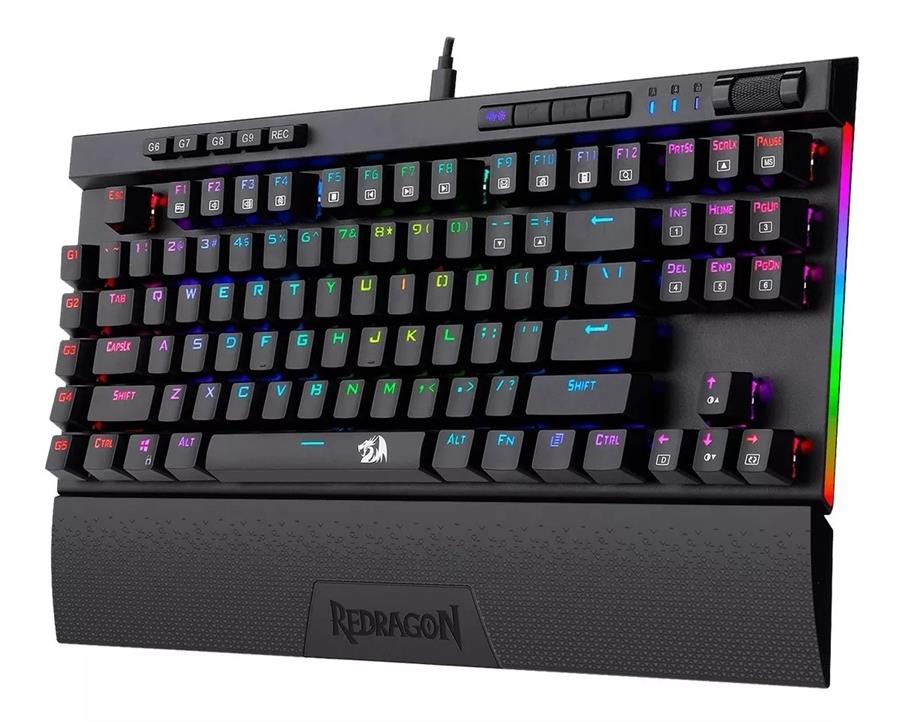 G6 G7 G8 G9 REC
ESC F1 F2 F3 F4 F5 F6 F7 F8 F9 F10 F11 F12 PRTSC SCRLK PAUSE
MS
G1 ~ 1! 2@ 3# 4$ 5% 6^ 7& 8* 9( 0) -- =+ INS HOME PGUP
1 2 3
G2 TAB Q W E R T Y U I O P [{ ]} \| DEL END PGDN
4 5 6
G3 CAPSLK A S D F G H J K L ;: '"
G4 SHIFT Z X C V B N M ,< .> /? SHIFT
G5 CTRL ALT ALT FN CTRL
D
REDRAGON